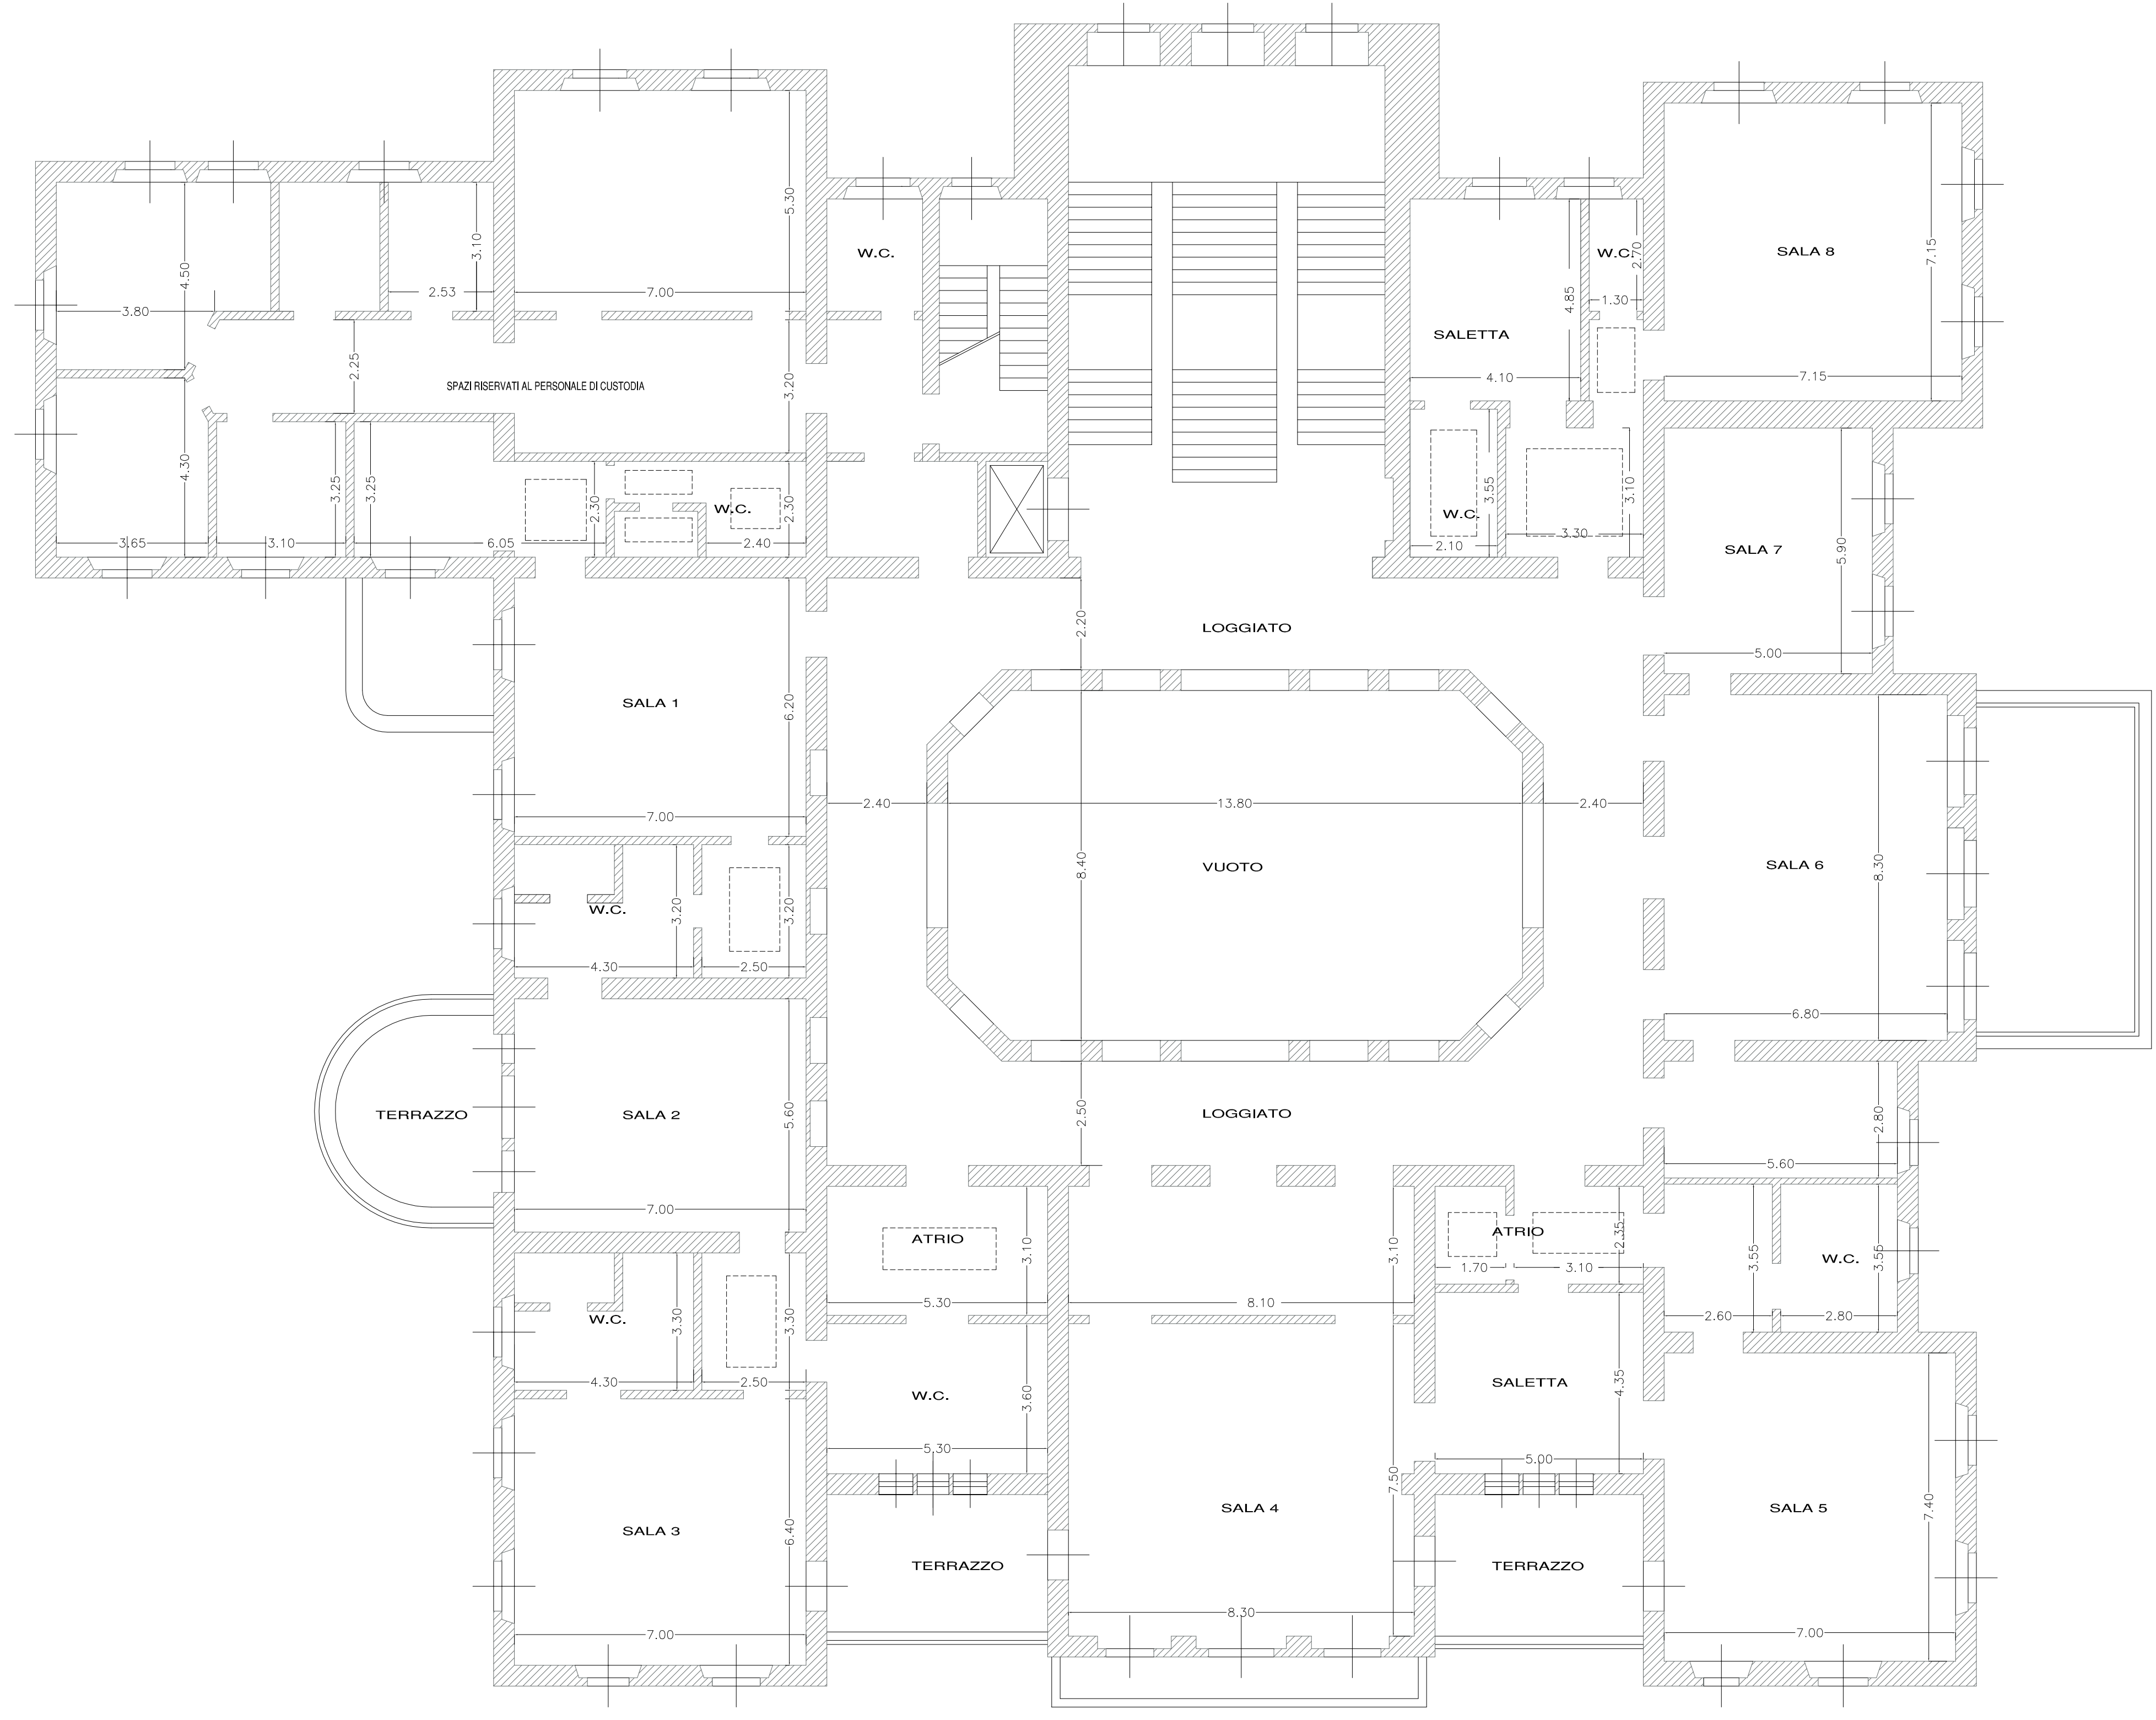 5.30
3.10
4.50
2.70
W.C.
W.C.
SALA 8
7.15
2.53
7.00
3.80
4.85
1.30
SALETTA
2.25
3.20
SPAZI RISERVATI AL PERSONALE DI CUSTODIA
4.10
7.15
4.30
3.25
3.25
2.30
W.C.
2.30
3.55
W.C.
3.10
3.65
3.10
6.05
2.40
2.10
3.30
SALA 7
5.90
2.20
LOGGIATO
5.00
SALA 1
6.20
7.00
2.40
13.80
2.40
8.40
VUOTO
SALA 6
8.30
W.C.
3.20
3.20
4.30
2.50
6.80
TERRAZZO
SALA 2
5.60
2.50
LOGGIATO
2.80
5.60
7.00
ATRIO
3.10
3.10
ATRIO
2.35
3.55
W.C.
3.55
1.70
3.10
5.30
8.10
W.C.
3.30
3.30
2.60
2.80
4.30
2.50
W.C.
3.60
SALETTA
4.35
5.30
5.00
7.50
SALA 3
6.40
SALA 4
SALA 5
7.40
TERRAZZO
TERRAZZO
8.30
7.00
7.00